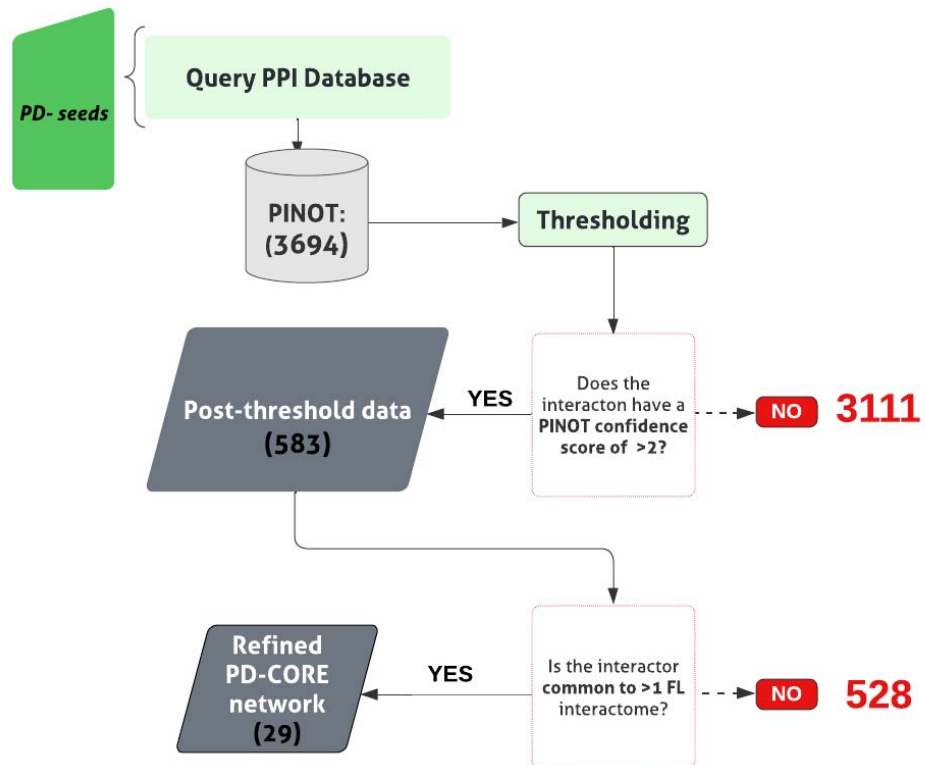 Query PPI Database
PD- seeds
PINOT:
(3694)
Thresholding
Does the
interacton have a
PINOT confidence
score of >2?
YES
NO
3111
Post-threshold data
(583)
Is the interactor
common to >1 FL
interactome?
YES
NO
528
Refined
PD-CORE
network
(29)